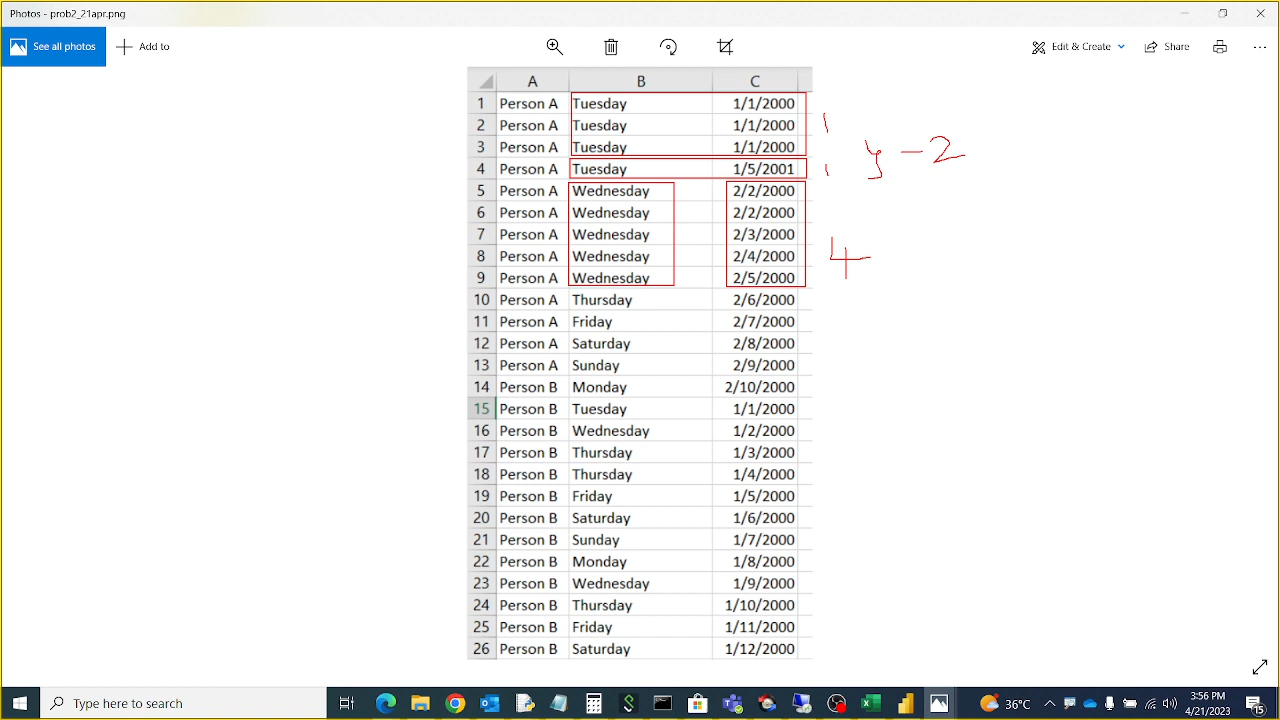 Photos - prob2_21apr.png
See all photos
Add to
Edit & Create
Share
A B C
1 Person A Tuesday 1/1/2000
2 Person A Tuesday 1/1/2000
3 Person A Tuesday 1/1/2000
4 Person A Tuesday 1/5/2001
5 Person A Wednesday 2/2/2000
6 Person A Wednesday 2/2/2000
7 Person A Wednesday 2/3/2000
8 Person A Wednesday 2/4/2000
9 Person A Wednesday 2/5/2000
10 Person A Thursday 2/6/2000
11 Person A Friday 2/7/2000
12 Person A Saturday 2/8/2000
13 Person A Sunday 2/9/2000
14 Person B Monday 2/10/2000
15 Person B Tuesday 1/1/2000
16 Person B Wednesday 1/2/2000
17 Person B Thursday 1/3/2000
18 Person B Thursday 1/4/2000
19 Person B Friday 1/5/2000
20 Person B Saturday 1/6/2000
21 Person B Sunday 1/7/2000
22 Person B Monday 1/8/2000
23 Person B Wednesday 1/9/2000
24 Person B Thursday 1/10/2000
25 Person B Friday 1/11/2000
26 Person B Saturday 1/12/2000
y - 2
4
Type here to search
36°C
3:56 PM
4/21/2023
15